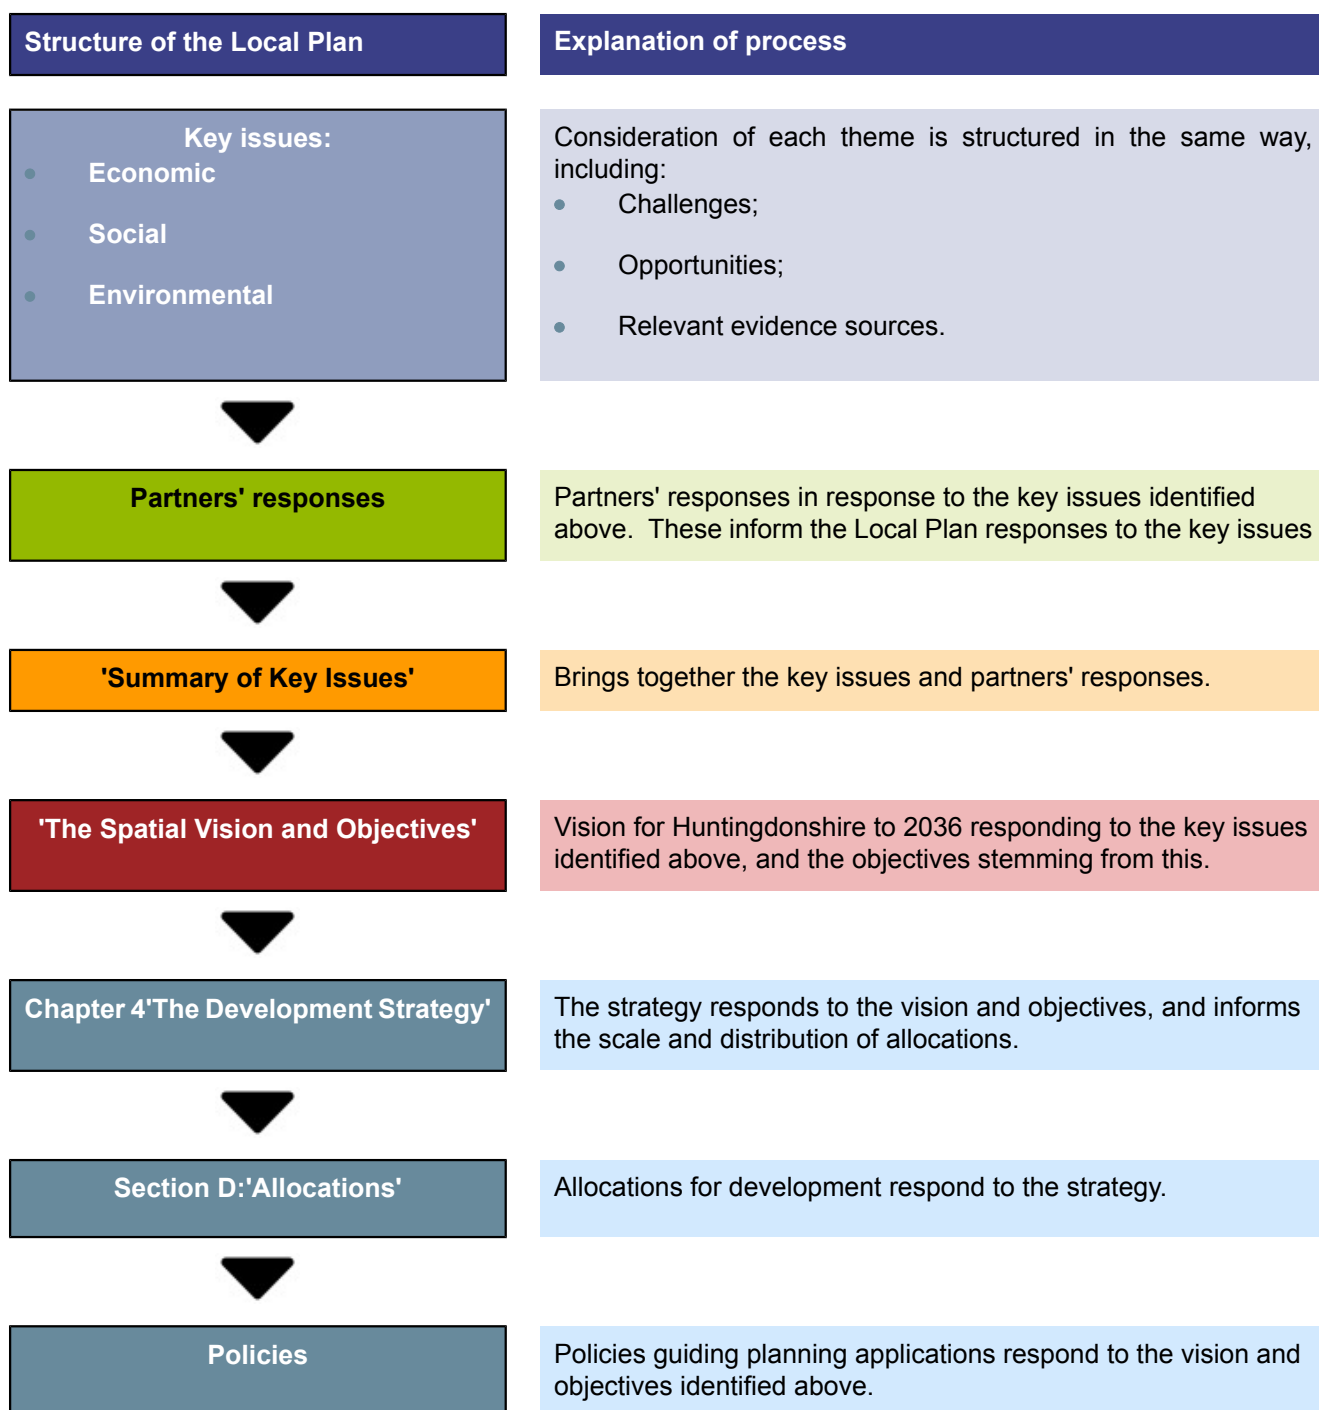 Structure of the Local Plan
Explanation of process
Key issues:
Economic
Social
Environmental
Consideration of each theme is structured in the same way,
including:
Challenges;
Opportunities;
Relevant evidence sources.
Partners' responses
Partners' responses in response to the key issues identified
above. These inform the Local Plan responses to the key issues
'Summary of Key Issues'
Brings together the key issues and partners' responses.
'The Spatial Vision and Objectives'
Vision for Huntingdonshire to 2036 responding to the key issues
identified above, and the objectives stemming from this.
Chapter 4'The Development Strategy'
The strategy responds to the vision and objectives, and informs
the scale and distribution of allocations.
Section D:'Allocations'
Allocations for development respond to the strategy.
Policies
Policies guiding planning applications respond to the vision and
objectives identified above.